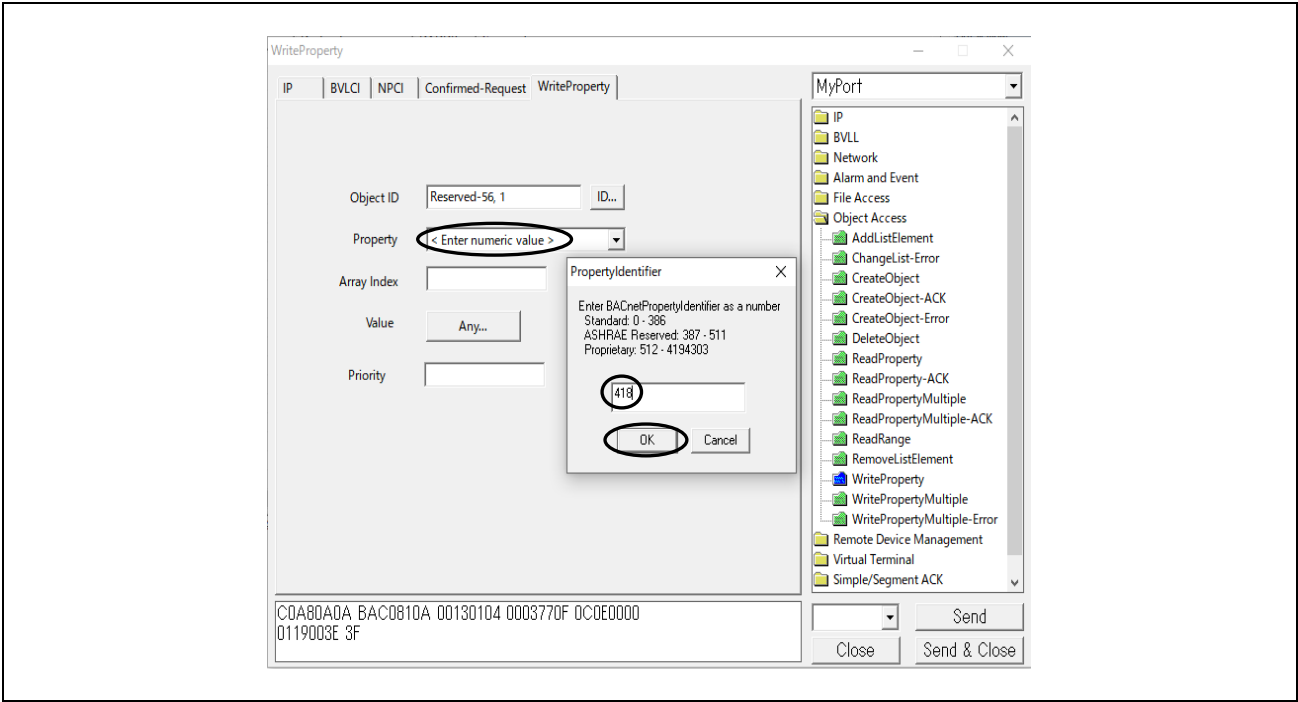 WriteProperty
IP BVLCI NPCI Confirmed-Request WriteProperty
Object ID Reserved-56, 1 ID...
Property < Enter numeric value >
Array Index
Value Any...
Priority
PropertyIdentifier
Enter BACnetPropertyIdentifier as a number
Standard: 0 - 386
ASHRAE Reserved: 387 - 511
Proprietary: 512 - 4194303
418
OK Cancel
MyPort
IP
BVLL
Network
Alarm and Event
File Access
Object Access
AddListElement
ChangeList-Error
CreateObject
CreateObject-ACK
CreateObject-Error
DeleteObject
ReadProperty
ReadProperty-ACK
ReadPropertyMultiple
ReadPropertyMultiple-ACK
ReadRange
RemoveListElement
WriteProperty
WritePropertyMultiple
WritePropertyMultiple-Error
Remote Device Management
Virtual Terminal
Simple/Segment ACK
C0A80A0A BAC0810A 00130104 0003770F 0C0E0000
0119003E 3F
Send
Close Send & Close